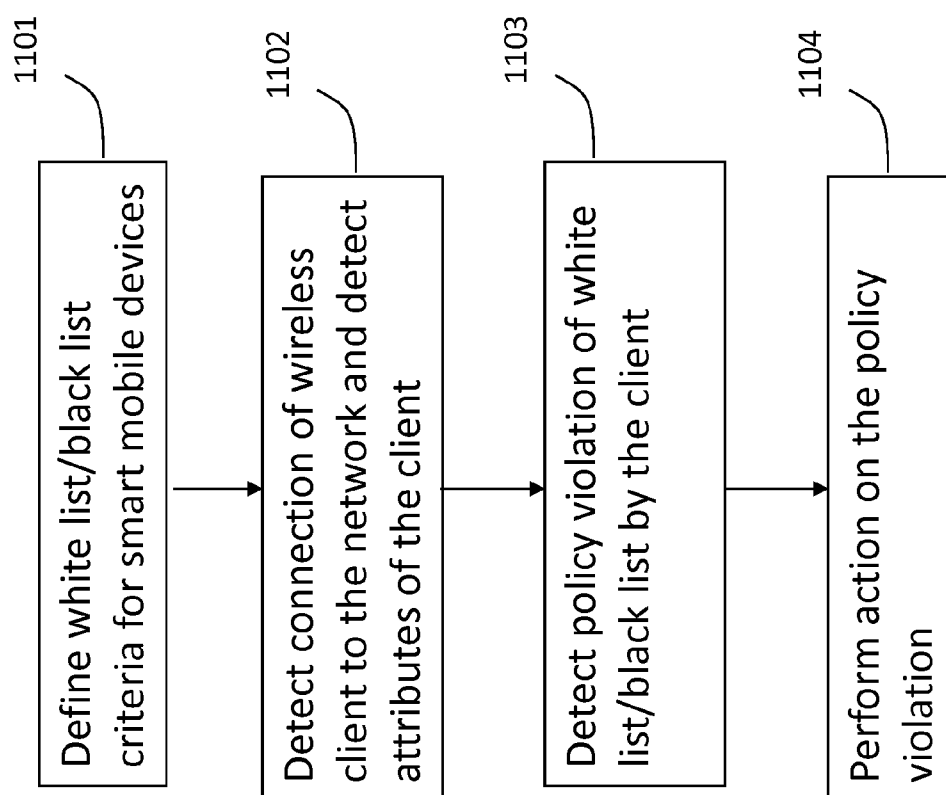 1101
Define white list/black list
criteria for smart mobile devices
1102
Detect connection of wireless
client to the network and detect
attributes of the client
1103
Detect policy violation of white
list/black list by the client
1104
Perform action on the policy
violation